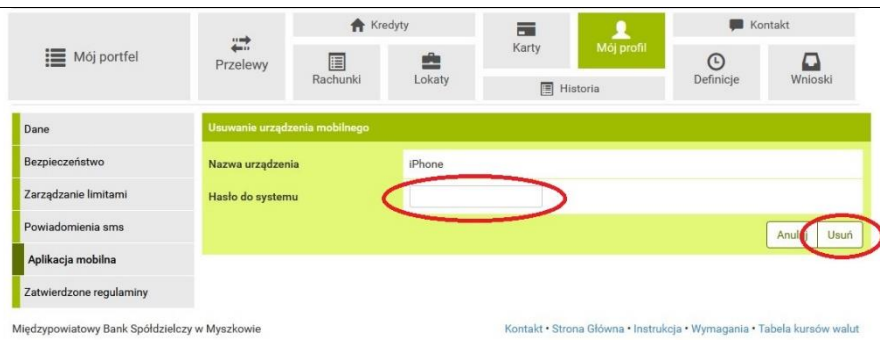 Mój portfel
Przelewy
Kredyty
Rachunki
Lokaty
Karty
Mój profil
Historia
Kontakt
Definicje
Wnioski
Dane
Bezpieczeństwo
Zarządzanie limitami
Powiadomienia sms
Aplikacja mobilna
Zatwierdzone regulaminy
Usuwanie urządzenia mobilnego
Nazwa urządzenia iPhone
Hasło do systemu
Anuluj Usuń
Międzypowiatowy Bank Spółdzielczy w Myszkowie
Kontakt • Strona Główna • Instrukcja • Wymagania • Tabela kursów walut